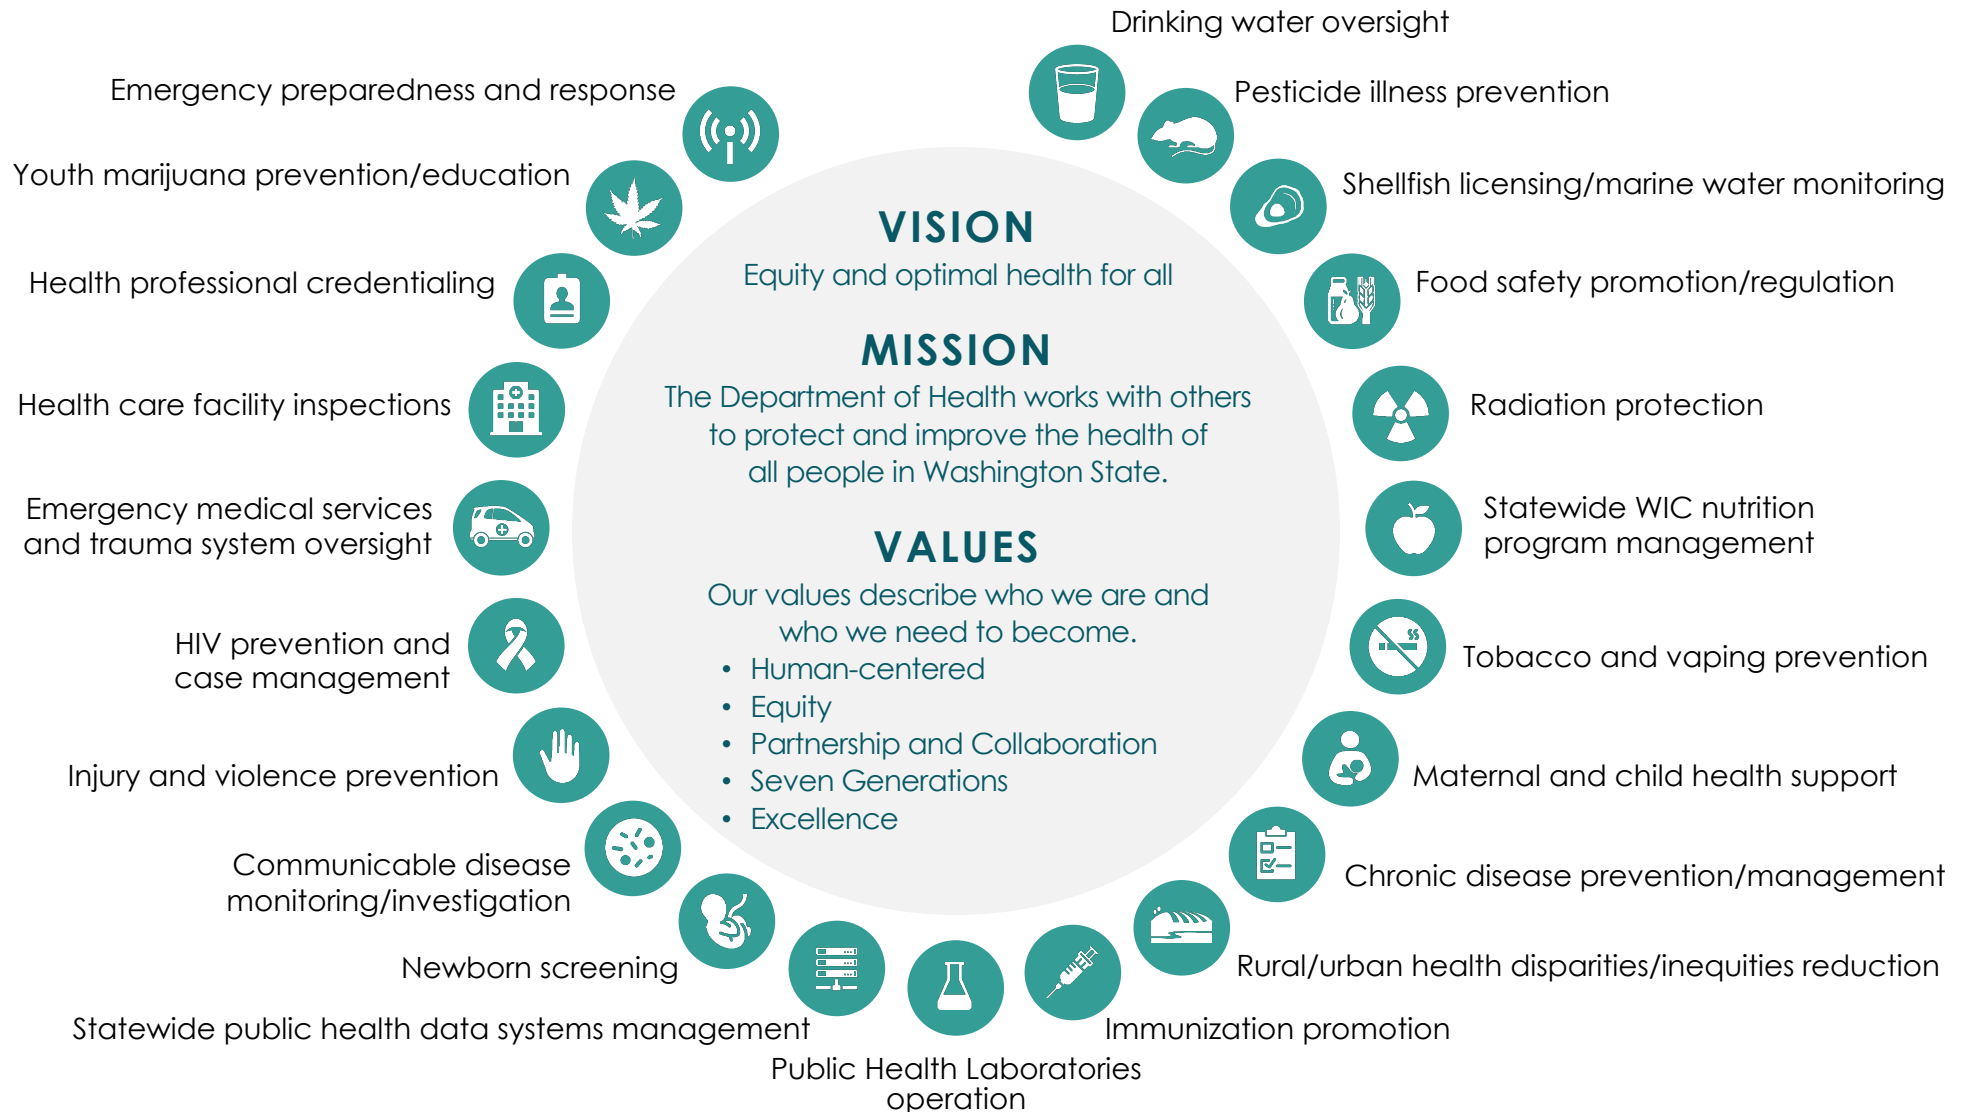 Drinking water oversight
Pesticide illness prevention
Shellfish licensing/marine water monitoring
Food safety promotion/regulation
Radiation protection
Statewide WIC nutrition
program management
Tobacco and vaping prevention
Maternal and child health support
Chronic disease prevention/management
Rural/urban health disparities/inequities reduction
Immunization promotion
Public Health Laboratories
operation
Statewide public health data systems management
Newborn screening
Communicable disease
monitoring/investigation
Injury and violence prevention
HIV prevention and
case management
Emergency medical services
and trauma system oversight
Health care facility inspections
Health professional credentialing
Youth marijuana prevention/education
Emergency preparedness and response
VISION
Equity and optimal health for all
MISSION
The Department of Health works with others
to protect and improve the health of
all people in Washington State.
VALUES
Our values describe who we are and
who we need to become.
• Human-centered
• Equity
• Partnership and Collaboration
• Seven Generations
• Excellence